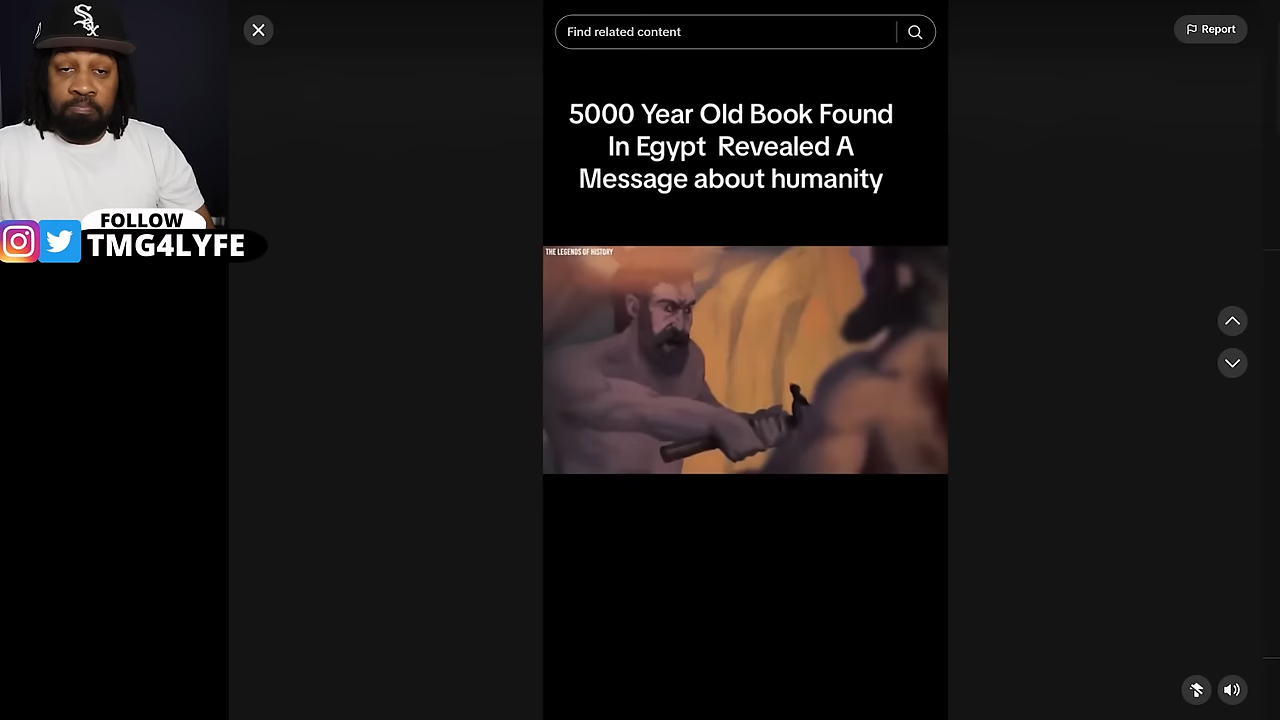 Find related content
Report
5000 Year Old Book Found
In Egypt Revealed A
Message about humanity
THE LEGENDS OF HISTORY
FOLLOW
TMG4LYFE